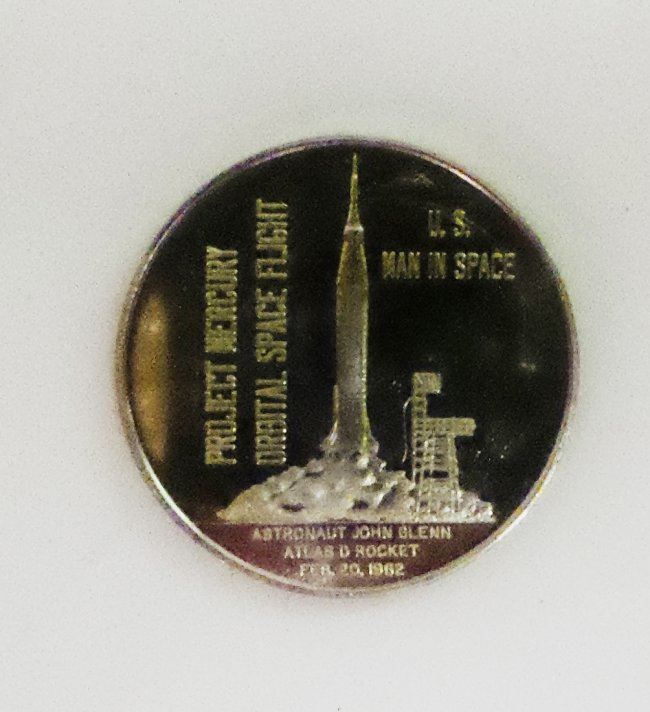 PROJECT MERCURY
ORBITAL SPACE FLIGHT
U. S.
MAN IN SPACE
ASTRONAUT JOHN GLENN
ATLAS D ROCKET
FEB. 20, 1962